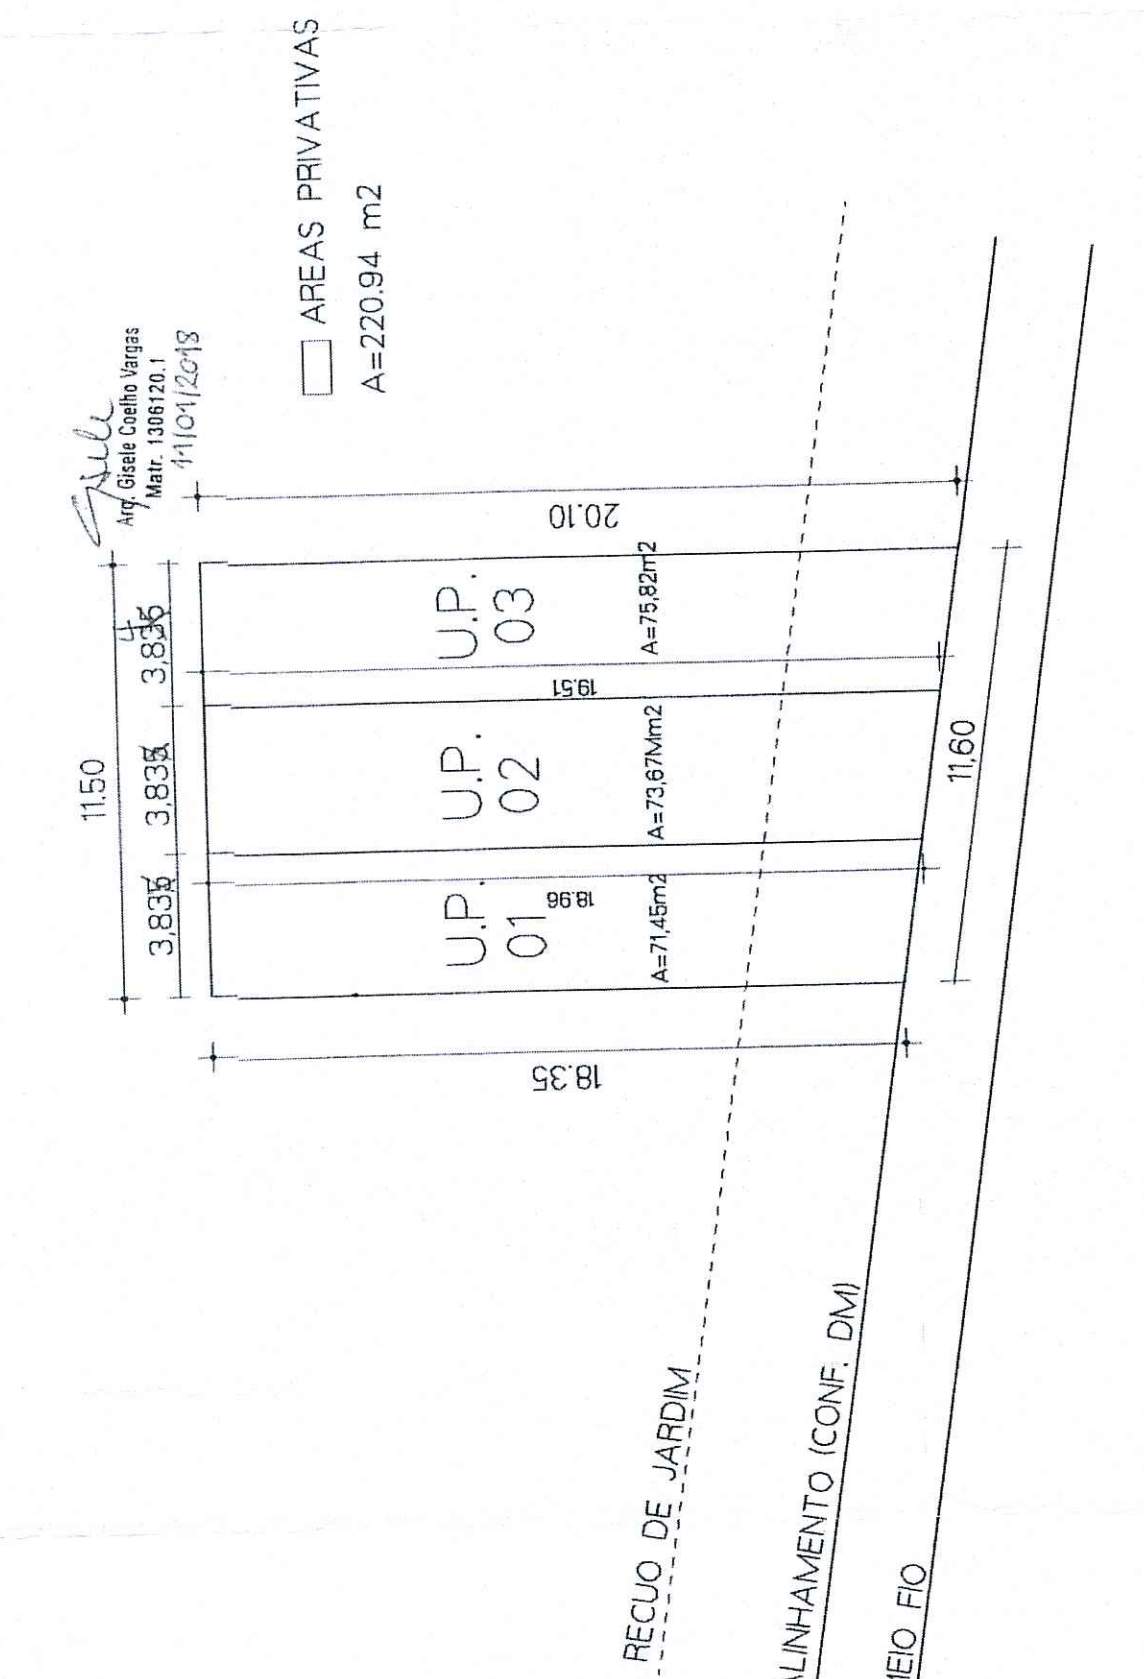 Arq. Gisele Coelho Vargas
Matr. 1306120.1
11/01/2018
AREAS PRIVATIVAS
A=220.94 m2
11.50
3,835
3,835
3,835
18.35
U.P.
01
18.96
A=71,45m2
U.P.
02
19.51
A=73,67Mm2
U.P.
03
A=75,82m2
20.10
11,60
RECUO DE JARDIM
ALINHAMENTO (CONF. DM)
MEIO FIO